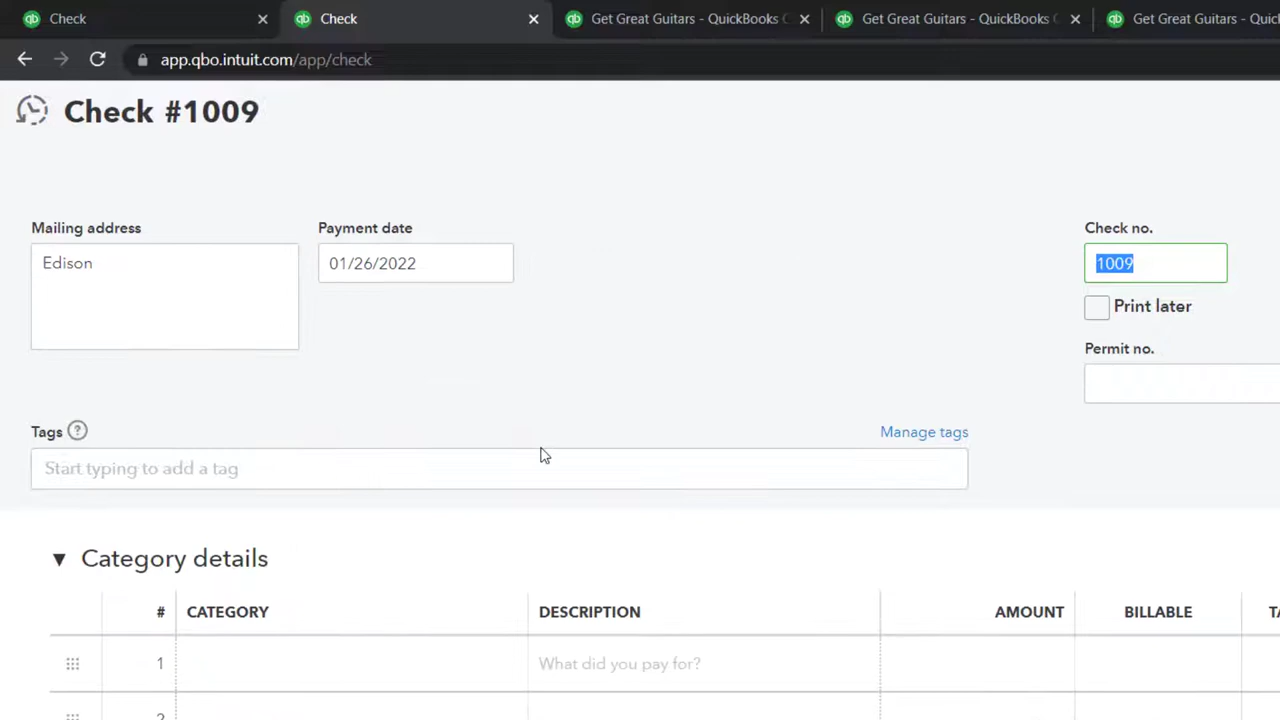 Check
Check
Get Great Guitars - QuickBooks
Get Great Guitars - QuickBooks
Get Great Guitars
app.qbo.intuit.com/app/check
Check #1009
Mailing address
Payment date
Check no.
Edison
01/26/2022
1009
Print later
Permit no.
Tags
Manage tags
Start typing to add a tag
Category details
# CATEGORY DESCRIPTION AMOUNT BILLABLE
1 What did you pay for?
2